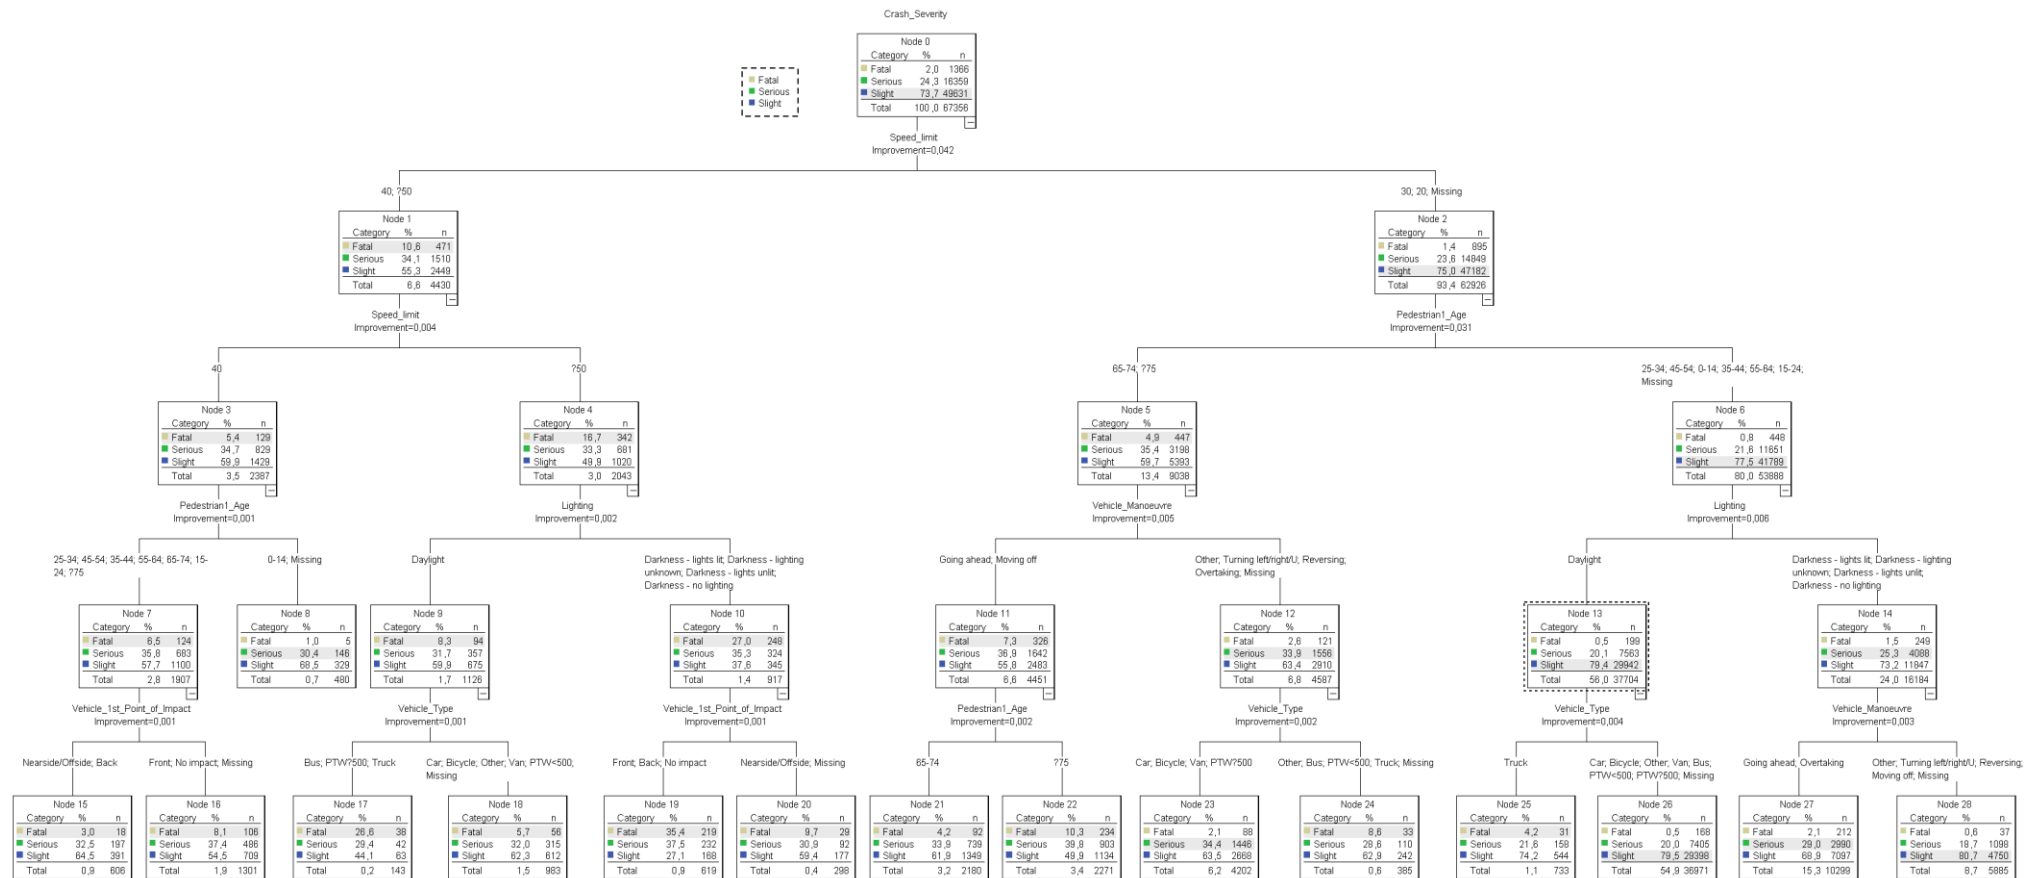 Crash_Severity
Node 0
Category % n
Fatal 2,0 1366
Serious 24,3 16359
Slight 73,7 49631
Total 100,0 67356
Fatal
Serious
Slight
Speed_limit
Improvement=0,042
40; ?50
30; 20; Missing
Node 1
Category % n
Fatal 10,6 471
Serious 34,1 1510
Slight 55,3 2449
Total 6,6 4430
Node 2
Category % n
Fatal 1,4 895
Serious 23,6 14849
Slight 75,0 47182
Total 93,4 62926
Speed_limit
Improvement=0,004
Pedestrian1_Age
Improvement=0,031
40
?50
65-74; ?75
25-34; 45-54; 0-14; 35-44; 55-64; 15-24;
Missing
Node 3
Category % n
Fatal 5,4 129
Serious 34,7 829
Slight 59,9 1429
Total 3,5 2387
Node 4
Category % n
Fatal 16,7 342
Serious 33,3 681
Slight 49,9 1020
Total 3,0 2043
Node 5
Category % n
Fatal 4,9 447
Serious 35,4 3198
Slight 59,7 5393
Total 13,4 9038
Node 6
Category % n
Fatal 0,8 448
Serious 21,6 11651
Slight 77,5 41789
Total 80,0 53888
Pedestrian1_Age
Improvement=0,001
Lighting
Improvement=0,002
Vehicle_Manoeuvre
Improvement=0,005
Lighting
Improvement=0,006
25-34; 45-54; 35-44; 55-64; 65-74; 15-
24; ?75
0-14; Missing
Daylight
Darkness - lights lit; Darkness - lighting
unknown; Darkness - lights unlit;
Darkness - no lighting
Going ahead; Moving off
Other; Turning left/right/U; Reversing;
Overtaking; Missing
Daylight
Darkness - lights lit; Darkness - lighting
unknown; Darkness - lights unlit;
Darkness - no lighting
Node 7
Category % n
Fatal 6,5 124
Serious 35,8 683
Slight 57,7 1100
Total 2,8 1907
Node 8
Category % n
Fatal 1,0 5
Serious 30,4 146
Slight 68,5 329
Total 0,7 480
Node 9
Category % n
Fatal 8,3 94
Serious 31,7 357
Slight 59,9 675
Total 1,7 1126
Node 10
Category % n
Fatal 27,0 248
Serious 35,3 324
Slight 37,6 345
Total 1,4 917
Node 11
Category % n
Fatal 7,3 326
Serious 36,9 1642
Slight 55,8 2483
Total 6,6 4451
Node 12
Category % n
Fatal 2,6 121
Serious 33,9 1556
Slight 63,4 2910
Total 6,8 4587
Node 13
Category % n
Fatal 0,5 199
Serious 20,1 7563
Slight 79,4 29942
Total 56,0 37704
Node 14
Category % n
Fatal 1,5 249
Serious 25,3 4088
Slight 73,2 11847
Total 24,0 16184
Vehicle_1st_Point_of_Impact
Improvement=0,001
Vehicle_Type
Improvement=0,001
Vehicle_1st_Point_of_Impact
Improvement=0,001
Pedestrian1_Age
Improvement=0,002
Vehicle_Type
Improvement=0,002
Vehicle_Type
Improvement=0,004
Vehicle_Manoeuvre
Improvement=0,003
Nearside/Offside; Back
Front; No impact; Missing
Bus; PTW?500; Truck
Car; Bicycle; Other; Van; PTW<500;
Missing
Front; Back; No impact
Nearside/Offside; Missing
65-74
?75
Car; Bicycle; Van; PTW?500
Other; Bus; PTW<500; Truck; Missing
Truck
Car; Bicycle; Other; Van; Bus;
PTW<500; PTW?500; Missing
Going ahead; Overtaking
Other; Turning left/right/U; Reversing;
Moving off; Missing
Node 15
Category % n
Fatal 3,0 18
Serious 32,5 197
Slight 64,5 391
Total 0,9 606
Node 16
Category % n
Fatal 8,1 106
Serious 37,4 486
Slight 54,5 709
Total 1,9 1301
Node 17
Category % n
Fatal 26,6 38
Serious 29,4 42
Slight 44,1 63
Total 0,2 143
Node 18
Category % n
Fatal 5,7 56
Serious 32,0 315
Slight 62,3 612
Total 1,5 983
Node 19
Category % n
Fatal 35,4 219
Serious 37,5 232
Slight 27,1 168
Total 0,9 619
Node 20
Category % n
Fatal 9,7 29
Serious 30,9 92
Slight 59,4 177
Total 0,4 298
Node 21
Category % n
Fatal 4,2 92
Serious 33,9 739
Slight 61,9 1349
Total 3,2 2180
Node 22
Category % n
Fatal 10,3 234
Serious 39,8 903
Slight 49,9 1134
Total 3,4 2271
Node 23
Category % n
Fatal 2,1 88
Serious 34,4 1446
Slight 63,5 2668
Total 6,2 4202
Node 24
Category % n
Fatal 8,6 33
Serious 28,6 110
Slight 62,9 242
Total 0,6 385
Node 25
Category % n
Fatal 4,2 31
Serious 21,6 158
Slight 74,2 544
Total 1,1 733
Node 26
Category % n
Fatal 0,5 168
Serious 20,0 7405
Slight 79,5 29398
Total 54,9 36971
Node 27
Category % n
Fatal 2,1 212
Serious 29,0 2990
Slight 68,9 7097
Total 15,3 10299
Node 28
Category % n
Fatal 0,6 37
Serious 18,7 1098
Slight 80,7 4750
Total 8,7 5885